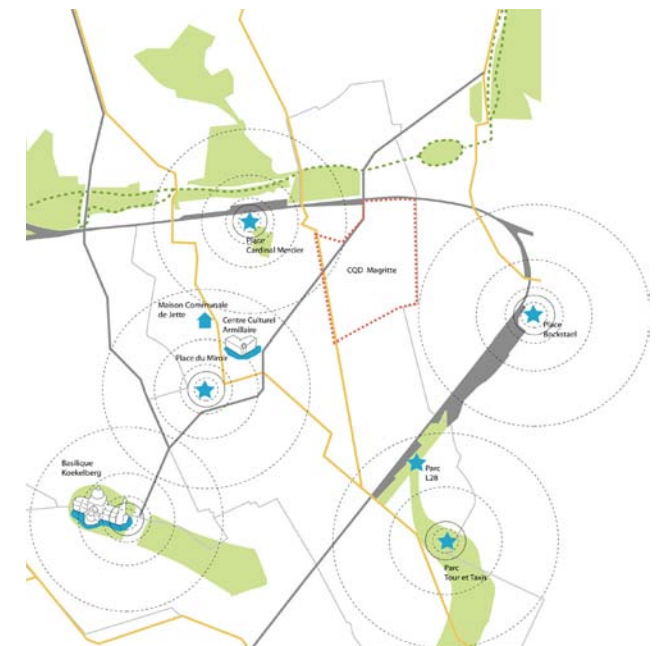 Place
Cardinal Mercier
CQD Magritte
Maison Communale
de Jette
Centre Culturel
Armillaire
Place
Bockstael
Place du Miroir
Basilique
Koekelberg
Parc
L28
Parc
Tour et Taxis